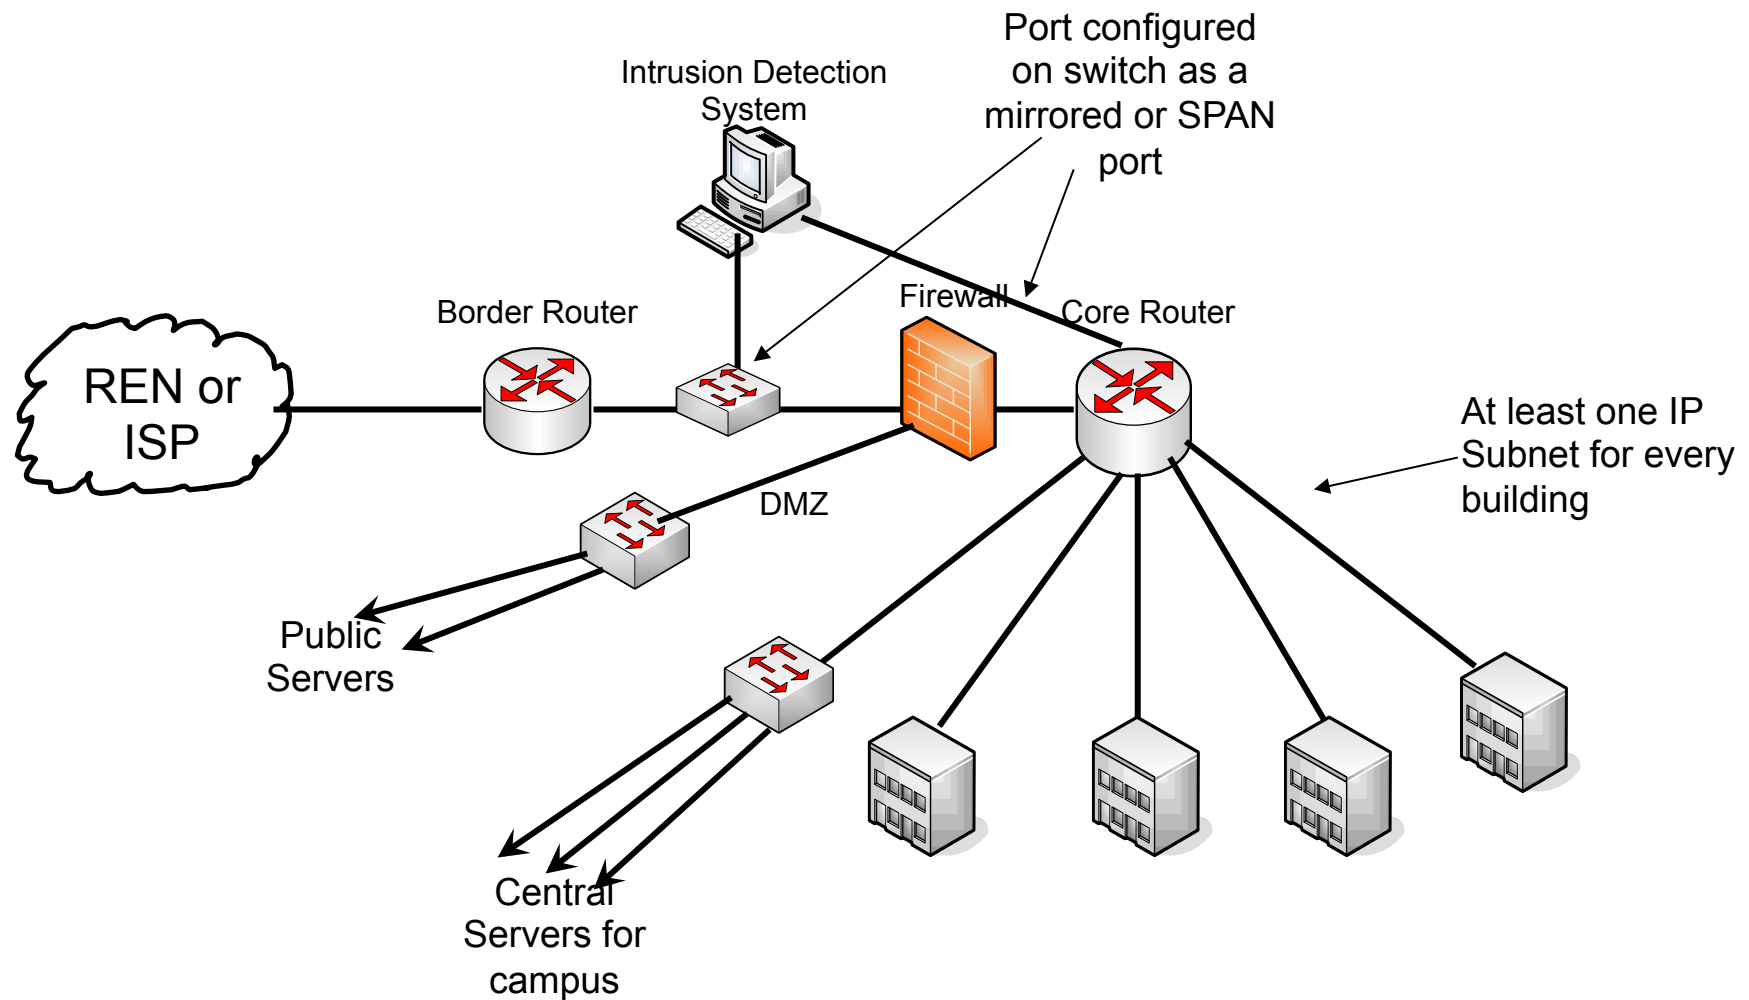 Port configured
on switch as a
mirrored or SPAN
port
Intrusion Detection
System
Firewall
Core Router
Border Router
REN or
ISP
At least one IP
Subnet for every
building
DMZ
Public
Servers
Central
Servers for
campus